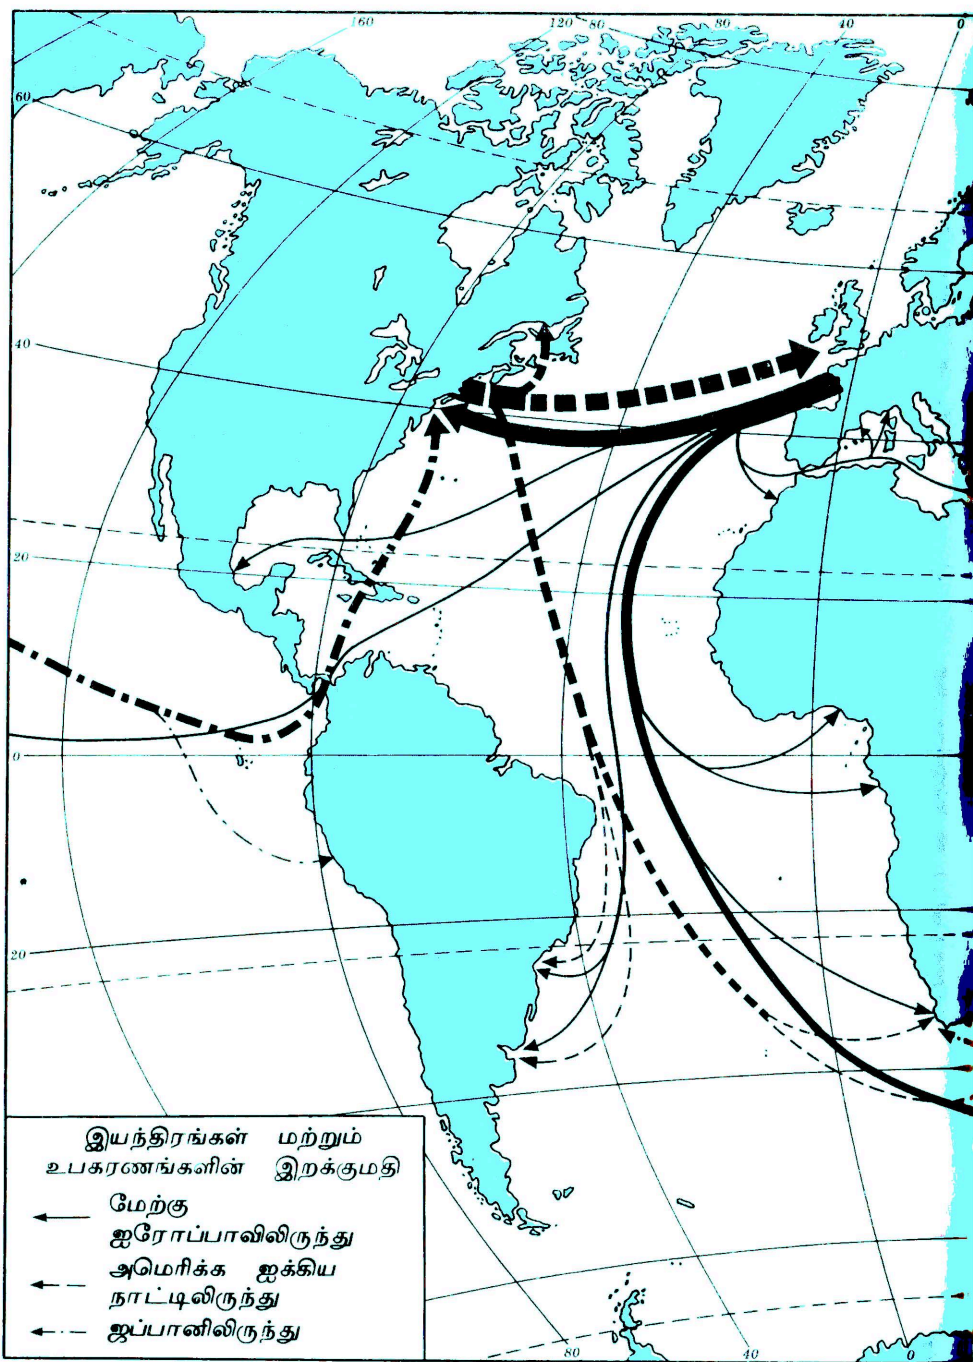 160 120 80 80 40 0
60
40
20
0
20
இயந்திரங்கள் மற்றும்
உபகரணங்களின் இறக்குமதி
மேற்கு
ஐரோப்பாவிலிருந்து
அமெரிக்க ஐக்கிய
நாட்டிலிருந்து
ஜப்பானிலிருந்து
80 40 0